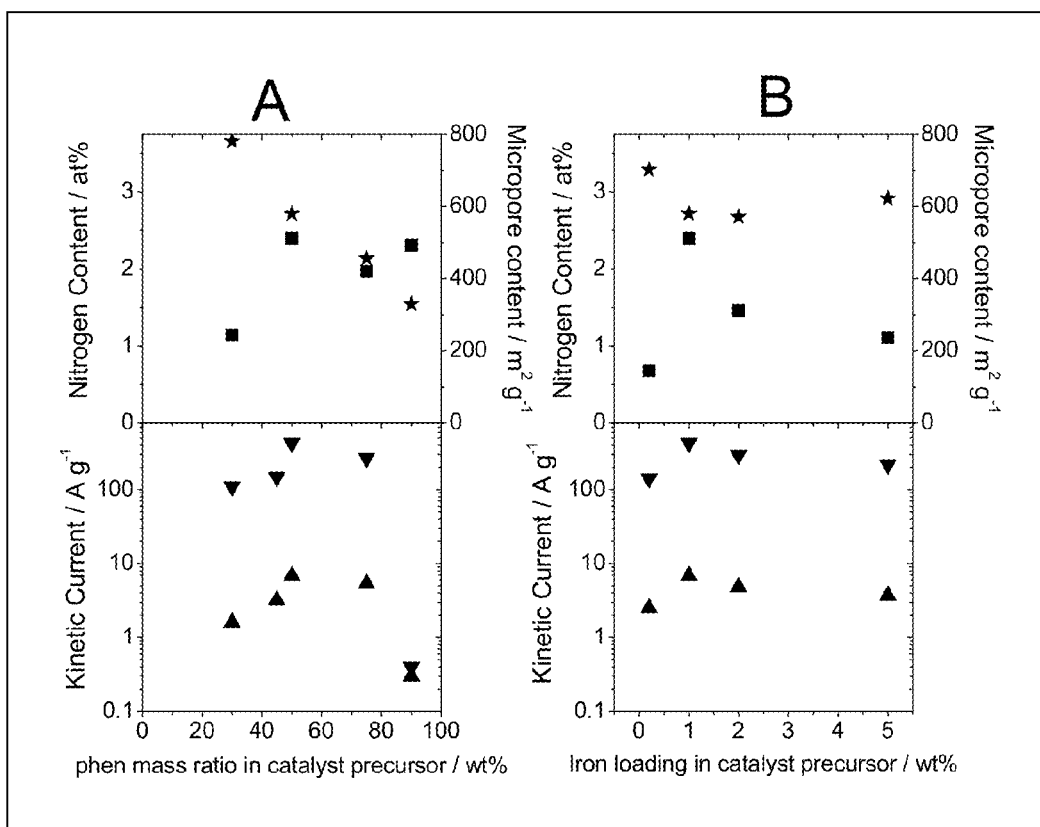 A
B
Nitrogen Content / at%
3
2
1
0
800
600
400
200
0
Micropore content / m² g⁻¹
Nitrogen Content / at%
3
2
1
0
800
600
400
200
0
Micropore content / m² g⁻¹
Kinetic Current / A g⁻¹
100
10
1
0.1
Kinetic Current / A g⁻¹
100
10
1
0.1
0 20 40 60 80 100
0 1 2 3 4 5
phen mass ratio in catalyst precursor / wt%
Iron loading in catalyst precursor / wt%